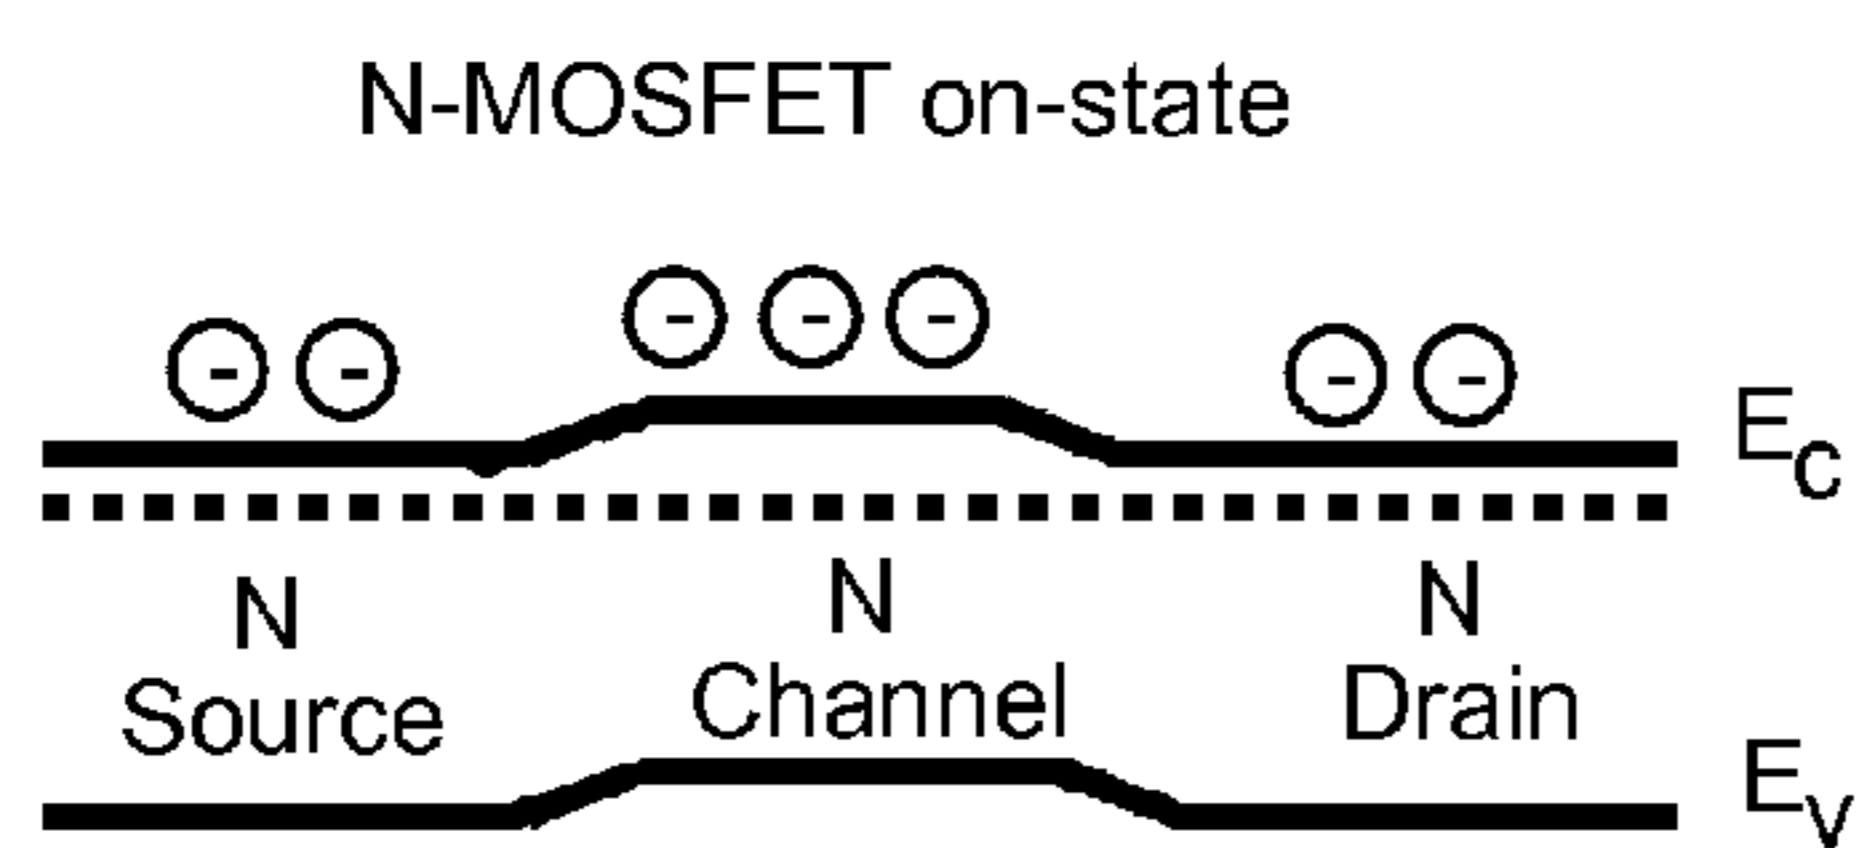 N-MOSFET on-state
- - - - - - -
E_C
N N N
Source Channel Drain
E_V